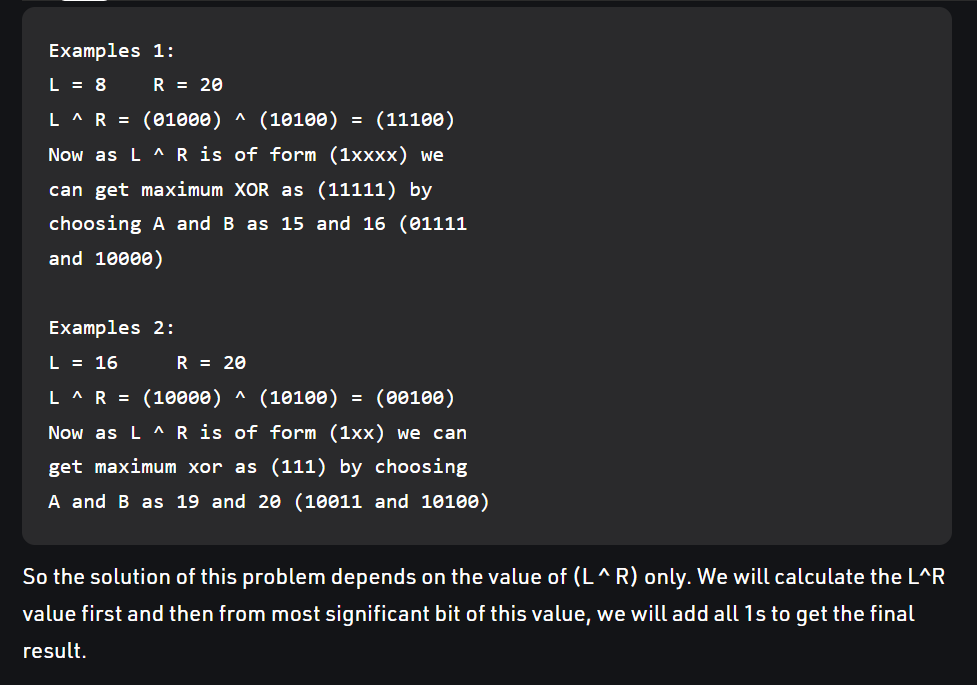 Examples 1:
L = 8    R = 20
L ^ R = (01000) ^ (10100) = (11100)
Now as L ^ R is of form (1xxxx) we
can get maximum XOR as (11111) by
choosing A and B as 15 and 16 (01111
and 10000)
Examples 2:
L = 16     R = 20
L ^ R = (10000) ^ (10100) = (00100)
Now as L ^ R is of form (1xx) we can
get maximum xor as (111) by choosing
A and B as 19 and 20 (10011 and 10100)
So the solution of this problem depends on the value of (L ^ R) only. We will calculate the L^R
value first and then from most significant bit of this value, we will add all 1s to get the final
result.